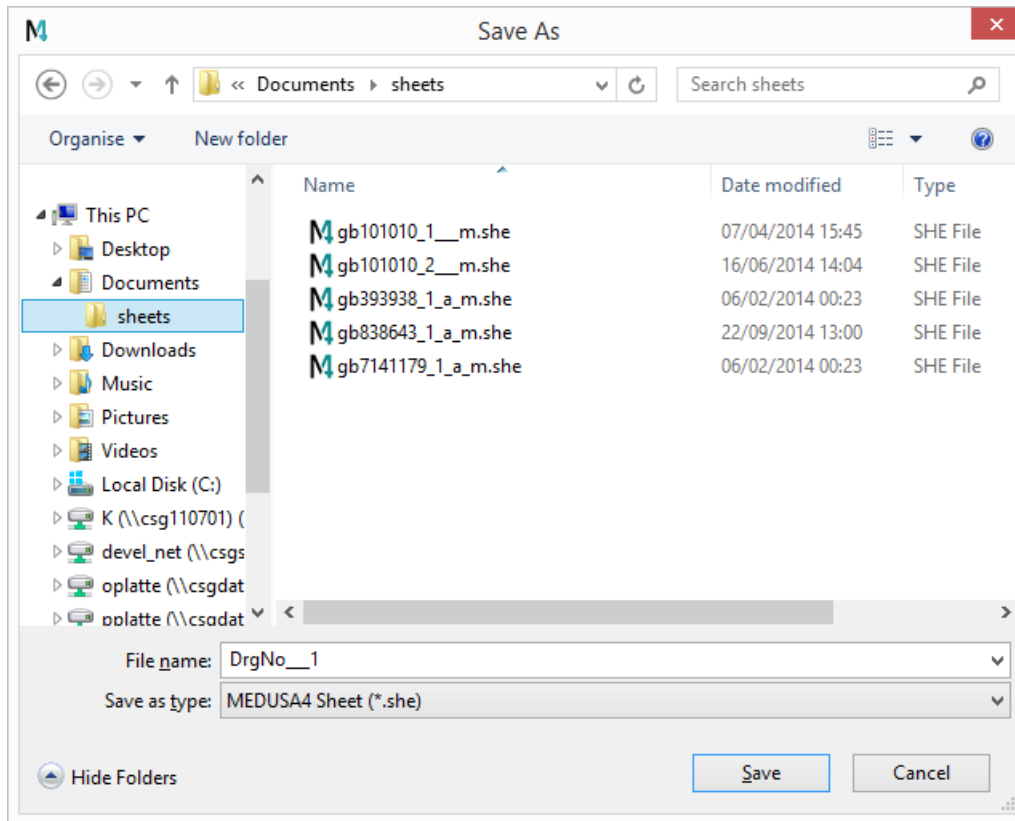 Save As
« Documents sheets
Search sheets
Organise
New folder
Name
Date modified
Type
This PC
Desktop
Documents
sheets
Downloads
Music
Pictures
Videos
Local Disk (C:)
K (\\csg110701) (
devel_net (\\csgs
oplatte (\\csgdat
pplatte (\\csgdat
gb101010_1___m.she 07/04/2014 15:45 SHE File
gb101010_2___m.she 16/06/2014 14:04 SHE File
gb393938_1_a_m.she 06/02/2014 00:23 SHE File
gb838643_1_a_m.she 22/09/2014 13:00 SHE File
gb7141179_1_a_m.she 06/02/2014 00:23 SHE File
File name: DrgNo___1
Save as type: MEDUSA4 Sheet (*.she)
Hide Folders
Save
Cancel